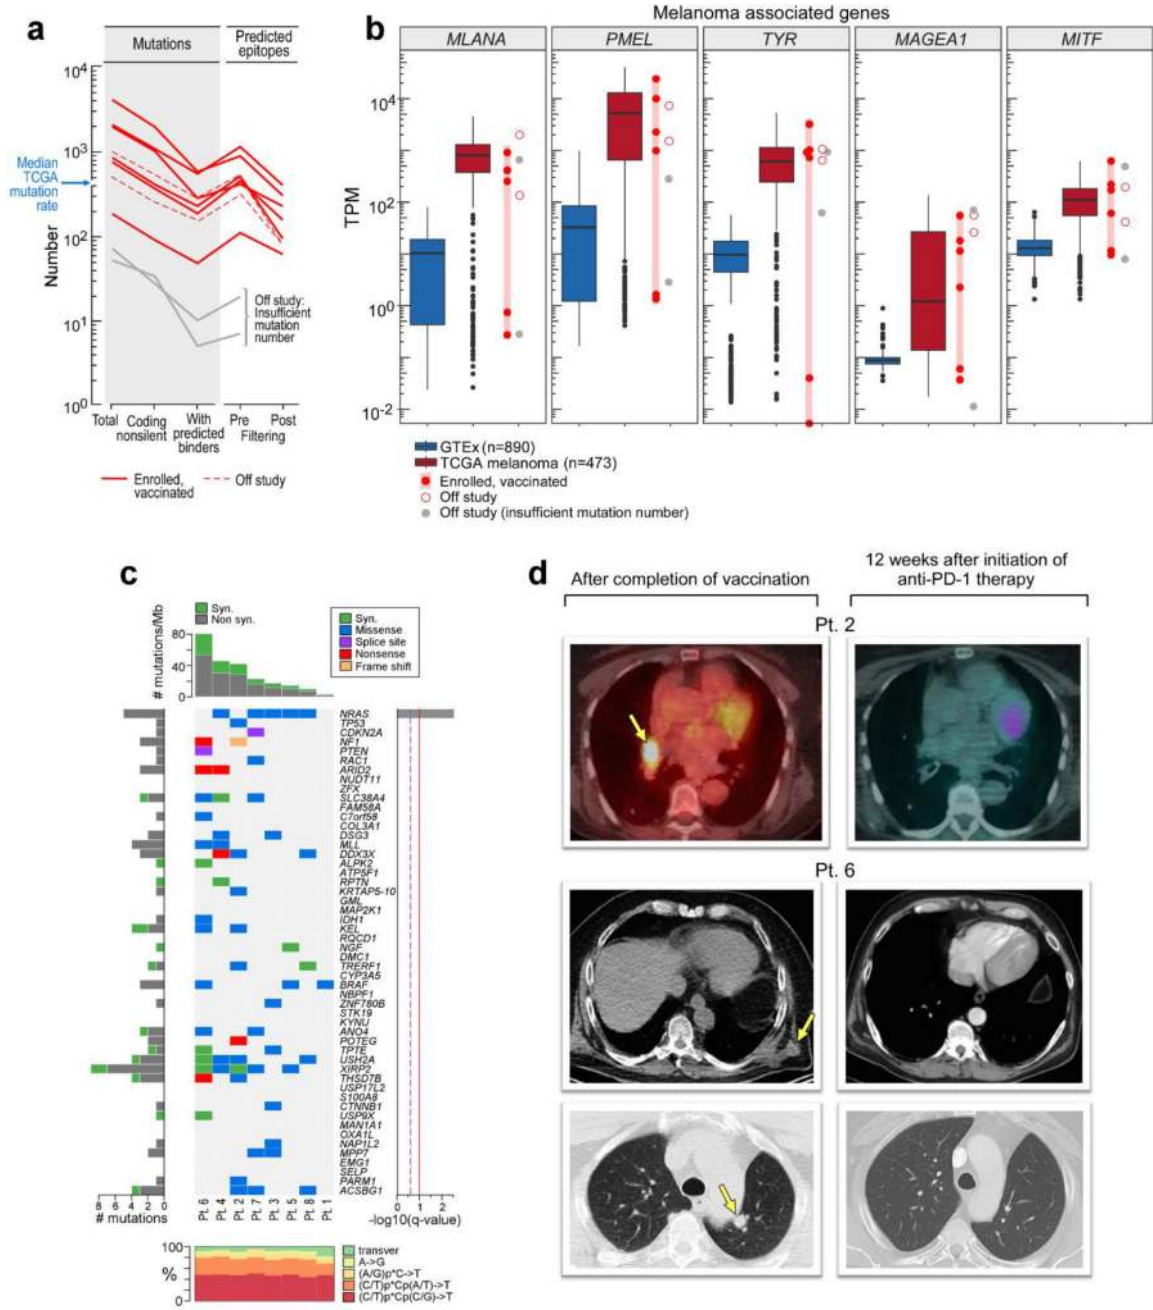 a
Mutations
Predicted
epitopes
10^4
10^3
10^2
10^1
10^0
Median
TCGA
mutation
rate
Number
Off study:
Insufficient
mutation
number
Total
Coding
nonsilent
With
predicted
binders
Pre
Post
Filtering
Enrolled,
vaccinated
Off study
b
Melanoma associated genes
MLANA
PMEL
TYR
MAGEA1
MITF
TPM
10^4
10^2
10^0
10^-2
GTEx (n=890)
TCGA melanoma (n=473)
Enrolled, vaccinated
Off study
Off study (insufficient mutation number)
c
Syn.
Non syn.
# mutations/Mb
80
40
0
Syn.
Missense
Splice site
Nonsense
Frame shift
NRAS
TP53
CDKN2A
NF1
PTEN
RAC1
ARID2
NUDT11
ZFX
SLC38A4
FAM58A
C7orf58
COL3A1
DSG3
MLL
DDX3X
ALPK2
ATP5F1
RPTN
KRTAP5-10
GML
MAP2K1
IDH1
KEL
RQCD1
NGF
DMC1
TRERF1
CYP3A5
BRAF
NBPF1
ZNF780B
STK19
KYNU
ANO4
POTEG
TPTE
USH2A
XIRP2
THSD7B
USP17L2
S100A8
CTNNB1
USP9X
MAN1A1
OXA1L
NAP1L2
MPP7
EMG1
SELP
PARM1
ACSBG1
8 6 4 2 0
# mutations
Pt. 6
Pt. 4
Pt. 2
Pt. 7
Pt. 3
Pt. 5
Pt. 8
Pt. 1
0 1 2
-log10(q-value)
100
%
0
transver
A->G
(A/G)p*C->T
(C/T)p*Cp(A/T)->T
(C/T)p*Cp(C/G)->T
d
After completion of vaccination
12 weeks after initiation of
anti-PD-1 therapy
Pt. 2
Pt. 6